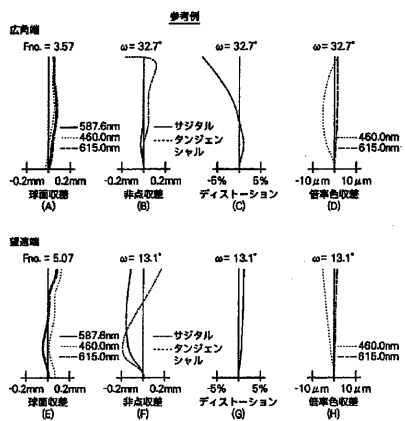 参考例
広角端
Fno. = 3.57
ω= 32.7°
ω= 32.7°
ω= 32.7°
587.6nm
460.0nm
615.0nm
サジタル
タンジェン
シャル
460.0nm
615.0nm
-0.2mm 0.2mm
-0.2mm 0.2mm
-5% 5%
-10μm 10μm
球面収差
非点収差
ディストーション
倍率色収差
(A)
(B)
(C)
(D)
望遠端
Fno. = 5.07
ω= 13.1°
ω= 13.1°
ω= 13.1°
587.6nm
460.0nm
615.0nm
サジタル
タンジェン
シャル
460.0nm
615.0nm
-0.2mm 0.2mm
-0.2mm 0.2mm
-5% 5%
-10μm 10μm
球面収差
非点収差
ディストーション
倍率色収差
(E)
(F)
(G)
(H)